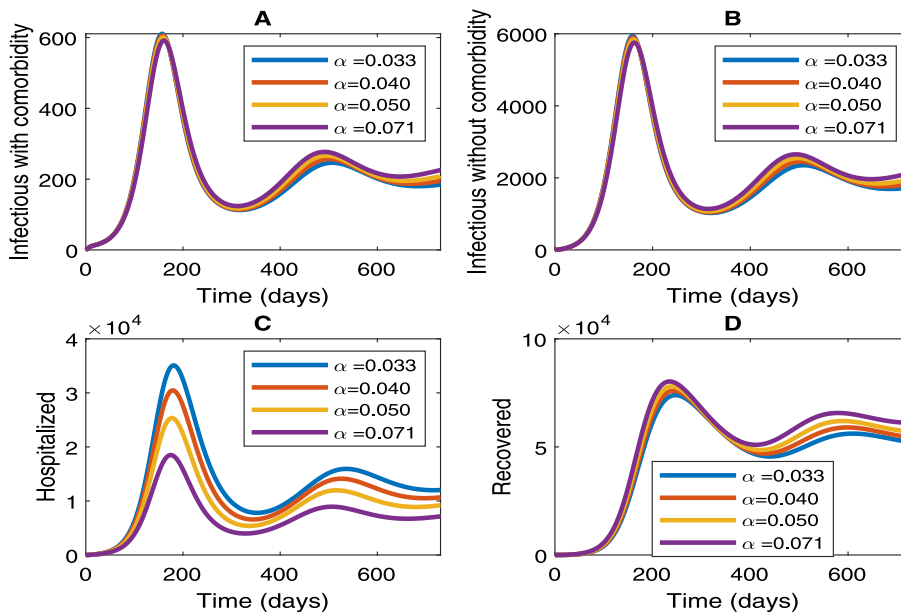 A
Infectious with comorbidity
600
400
200
0
α =0.033
α=0.040
α=0.050
α =0.071
0 200 400 600
Time (days)
B
Infectious without comorbidity
6000
4000
2000
0
α =0.033
α=0.040
α=0.050
α =0.071
0 200 400 600
Time (days)
C
× 10^4
Hospitalized
4
3
2
1
0
α =0.033
α=0.040
α=0.050
α =0.071
0 200 400 600
Time (days)
D
× 10^4
Recovered
10
5
0
α =0.033
α=0.040
α=0.050
α =0.071
0 200 400 600
Time (days)